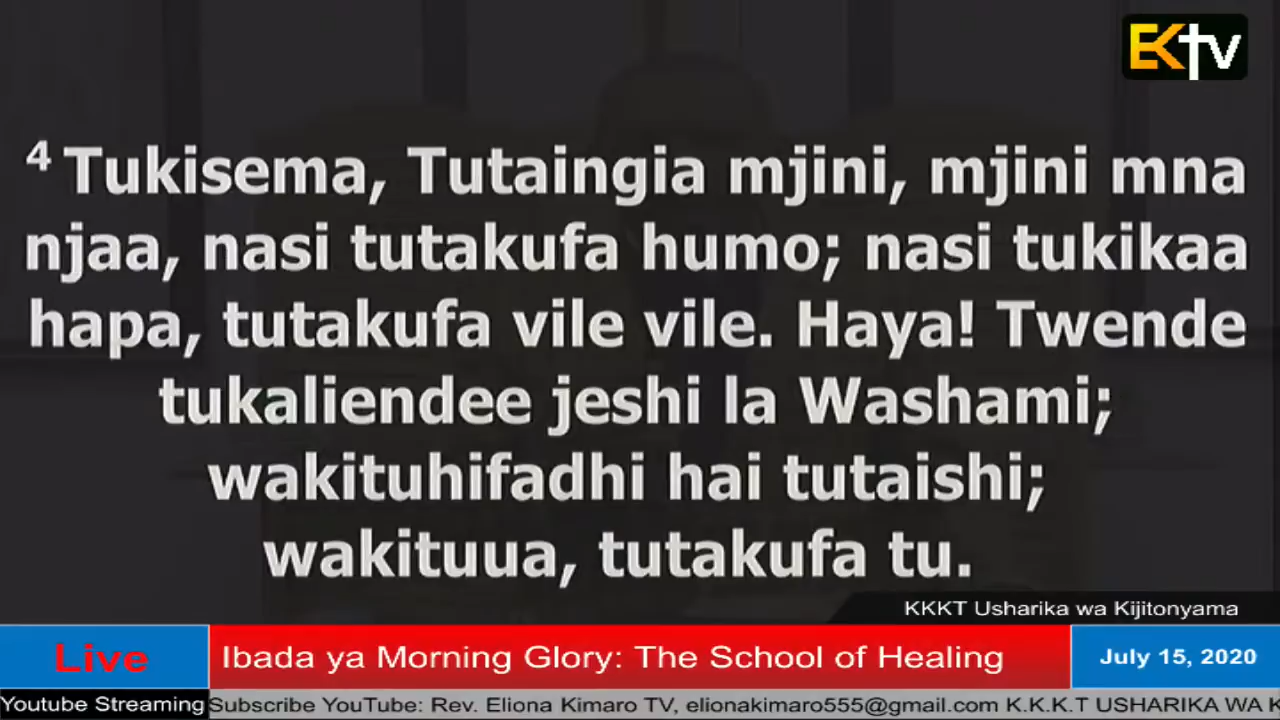 EKTV
4 Tukisema, Tutaingia mjini, mjini mna
njaa, nasi tutakufa humo; nasi tukikaa
hapa, tutakufa vile vile. Haya! Twende
tukaliendee jeshi la Washami;
wakituhifadhi hai tutaishi;
wakituua, tutakufa tu.
KKKT Usharika wa Kijitonyama
Live
Ibada ya Morning Glory: The School of Healing
July 15, 2020
Youtube Streaming
Subscribe YouTube: Rev. Eliona Kimaro TV, elionakimaro555@gmail.com K.K.K.T USHARIKA WA K